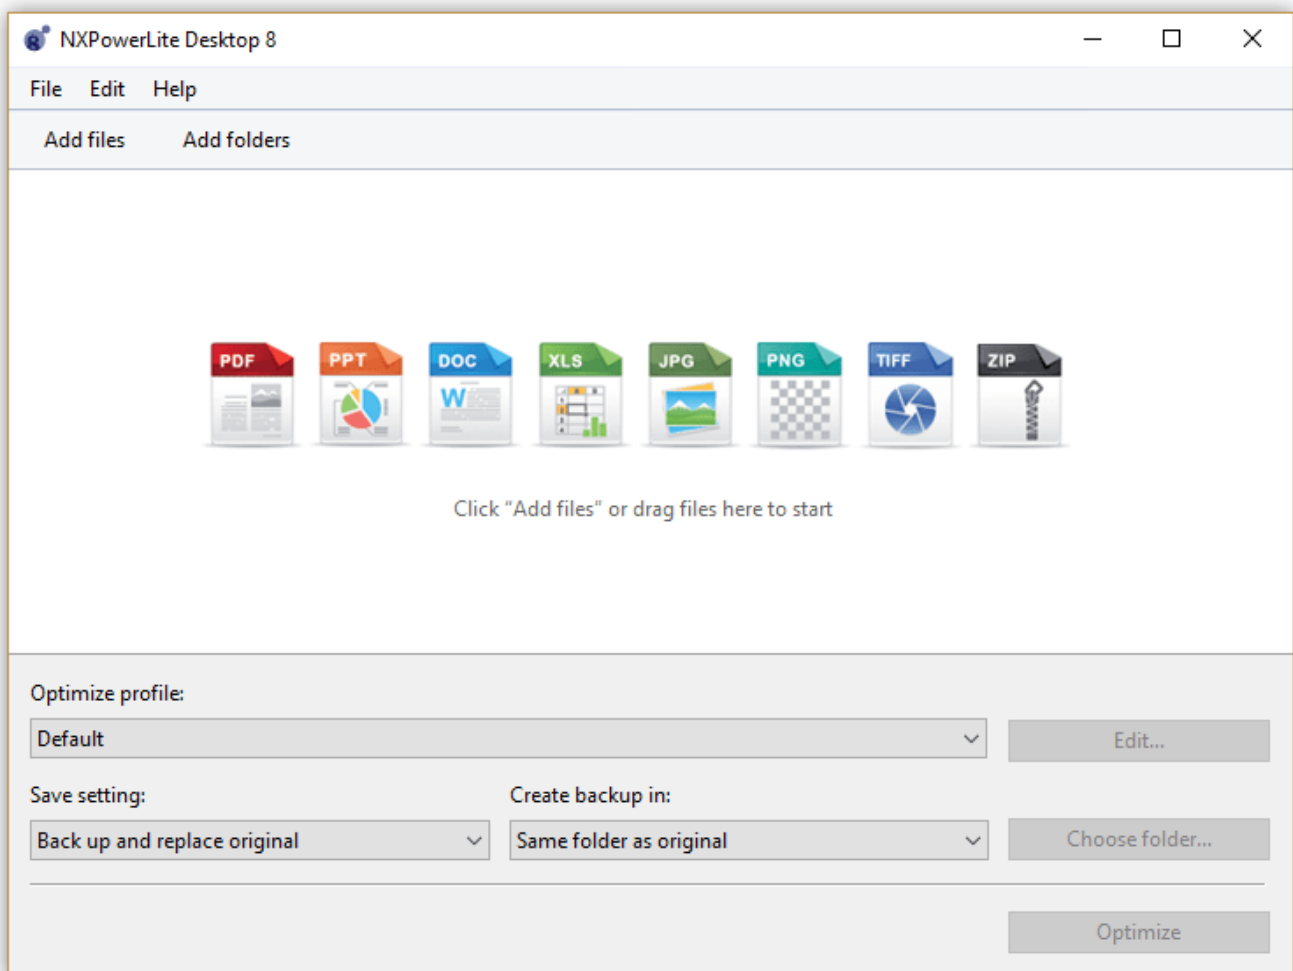 NXPowerLite Desktop 8
File Edit Help
Add files Add folders
PDF PPT DOC XLS JPG PNG TIFF ZIP
W
Click “Add files” or drag files here to start
Optimize profile:
Default Edit...
Save setting: Create backup in:
Back up and replace original Same folder as original Choose folder...
Optimize